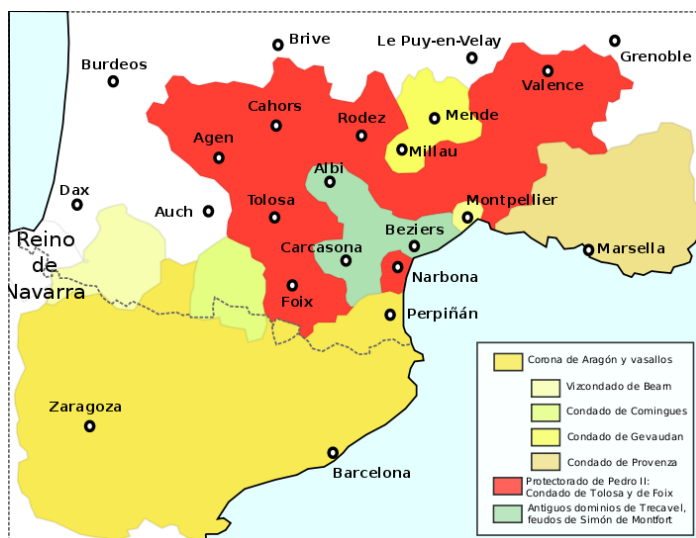 Brive
Le Puy-en-Velay
Grenoble
Burdeos
Valence
Cahors
Mende
Rodez
Agen
Millau
Albi
Dax
Auch
Tolosa
Montpellier
Reino
de
Navarra
Beziers
Carcasona
Marsella
Narbona
Foix
Perpiñán
Zaragoza
Barcelona
Corona de Aragón y vasallos
Vizcondado de Bearn
Condado de Comingues
Condado de Gevaudan
Condado de Provenza
Protectorado de Pedro II:
Condado de Tolosa y de Foix
Antiguos dominios de Trecavel,
feudos de Simón de Montfort